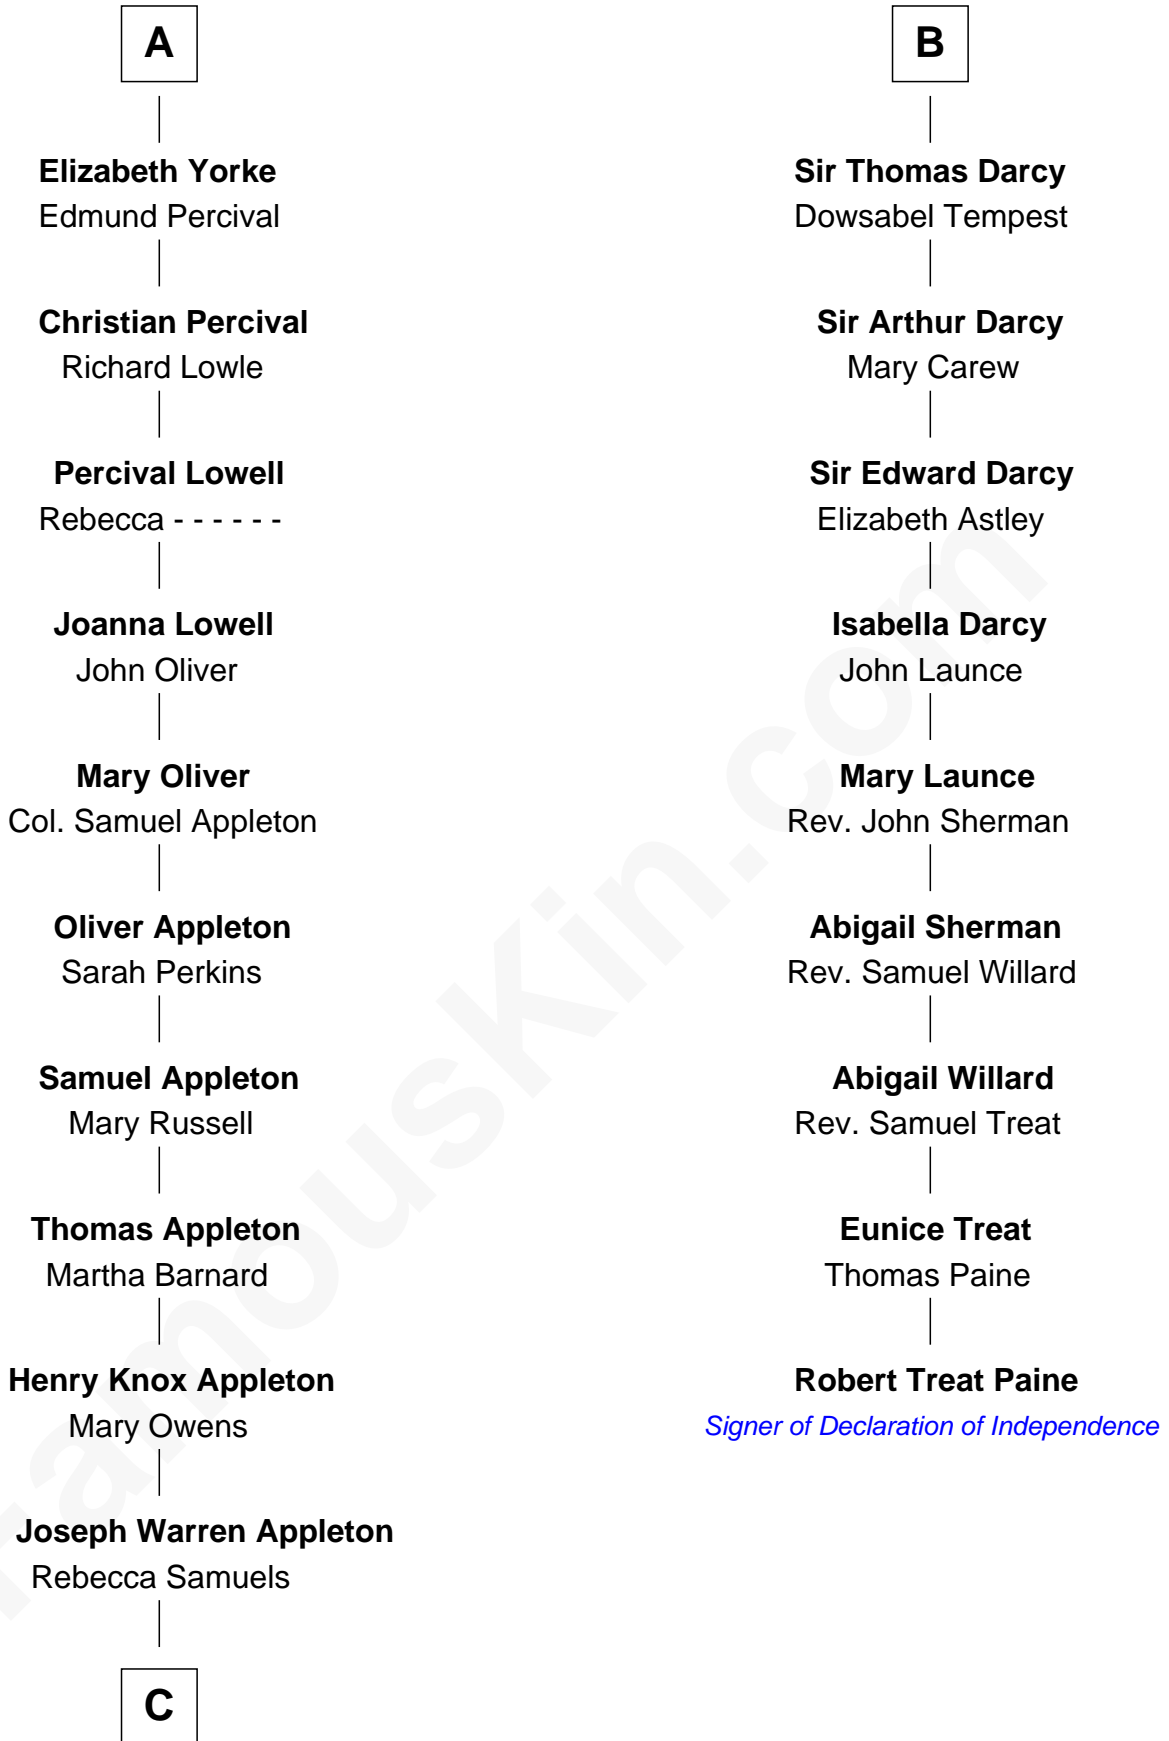 A
Elizabeth Yorke
Edmund Percival
Christian Percival
Richard Lowle
Percival Lowell
Rebecca - - - - - -
Joanna Lowell
John Oliver
Mary Oliver
Col. Samuel Appleton
Oliver Appleton
Sarah Perkins
Samuel Appleton
Mary Russell
Thomas Appleton
Martha Barnard
Henry Knox Appleton
Mary Owens
Joseph Warren Appleton
Rebecca Samuels
C
B
Sir Thomas Darcy
Dowsabel Tempest
Sir Arthur Darcy
Mary Carew
Sir Edward Darcy
Elizabeth Astley
Isabella Darcy
John Launce
Mary Launce
Rev. John Sherman
Abigail Sherman
Rev. Samuel Willard
Abigail Willard
Rev. Samuel Treat
Eunice Treat
Thomas Paine
Robert Treat Paine
Signer of Declaration of Independence
FamousKin.com